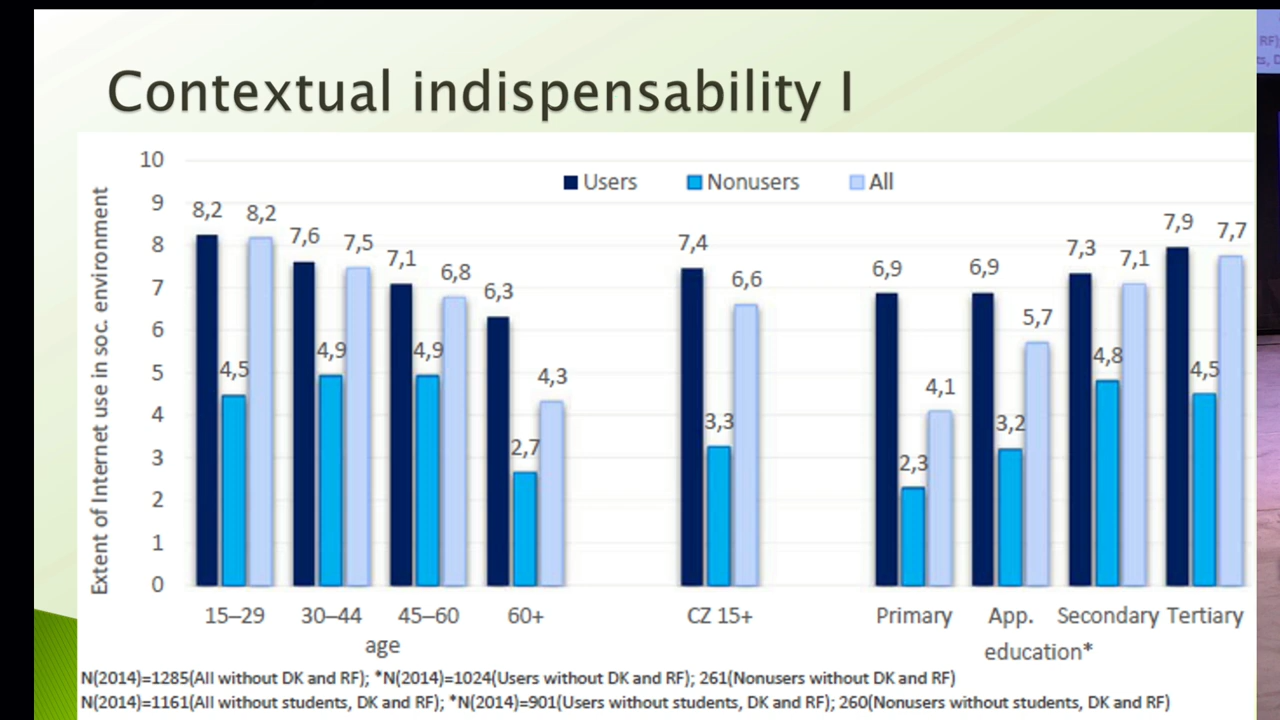 Contextual indispensability I
Users Nonusers All
Extent of Internet use in soc. environment
10
9
8
7
6
5
4
3
2
1
0
8,2 4,5 8,2
7,6 4,9 7,5
7,1 4,9 6,8
6,3 2,7 4,3
7,4 3,3 6,6
6,9 2,3 4,1
6,9 3,2 5,7
7,3 4,8 7,1
7,9 4,5 7,7
15–29 30–44 45–60 60+ CZ 15+ Primary App. Secondary Tertiary
age education*
N(2014)=1285(All without DK and RF); *N(2014)=1024(Users without DK and RF); 261(Nonusers without DK and RF)
N(2014)=1161(All without students, DK and RF); *N(2014)=901(Users without students, DK and RF); 260(Nonusers without students, DK and RF)
RF)